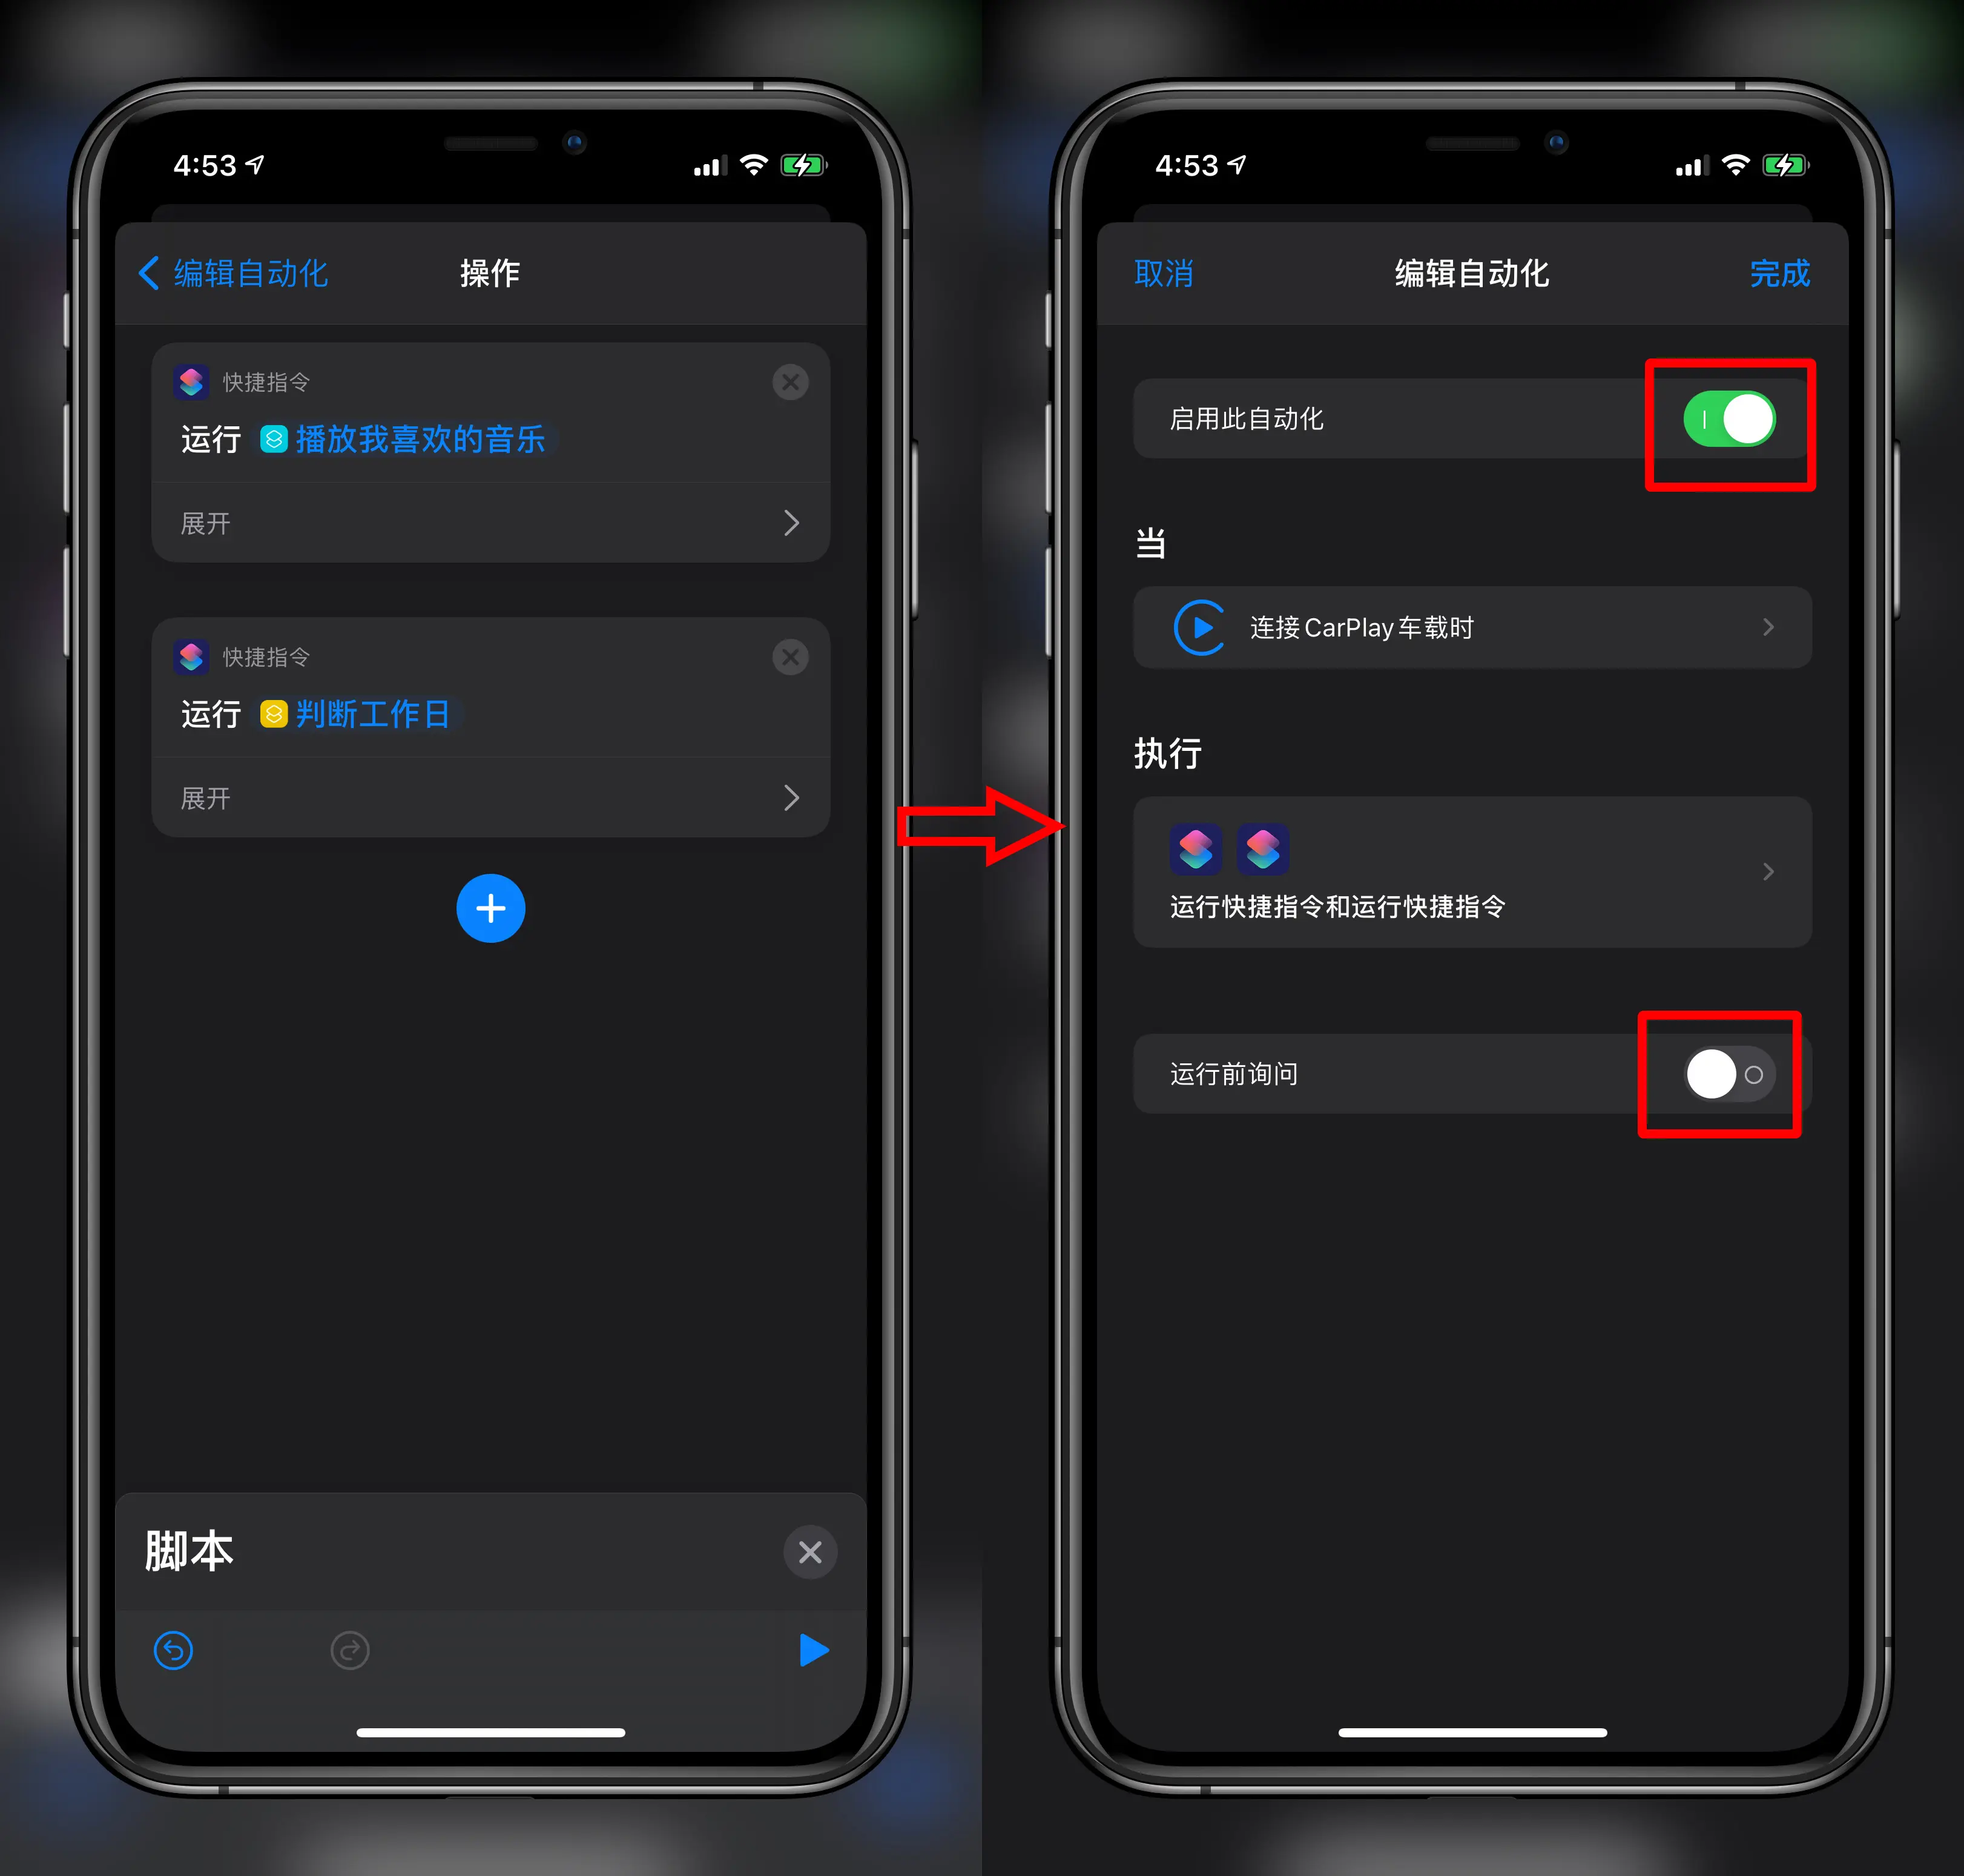 4:53
编辑自动化
操作
快捷指令
运行 播放我喜欢的音乐
展开
快捷指令
运行 判断工作日
展开
脚本
4:53
取消
编辑自动化
完成
启用此自动化
当
连接 CarPlay 车载时
执行
运行快捷指令和运行快捷指令
运行前询问